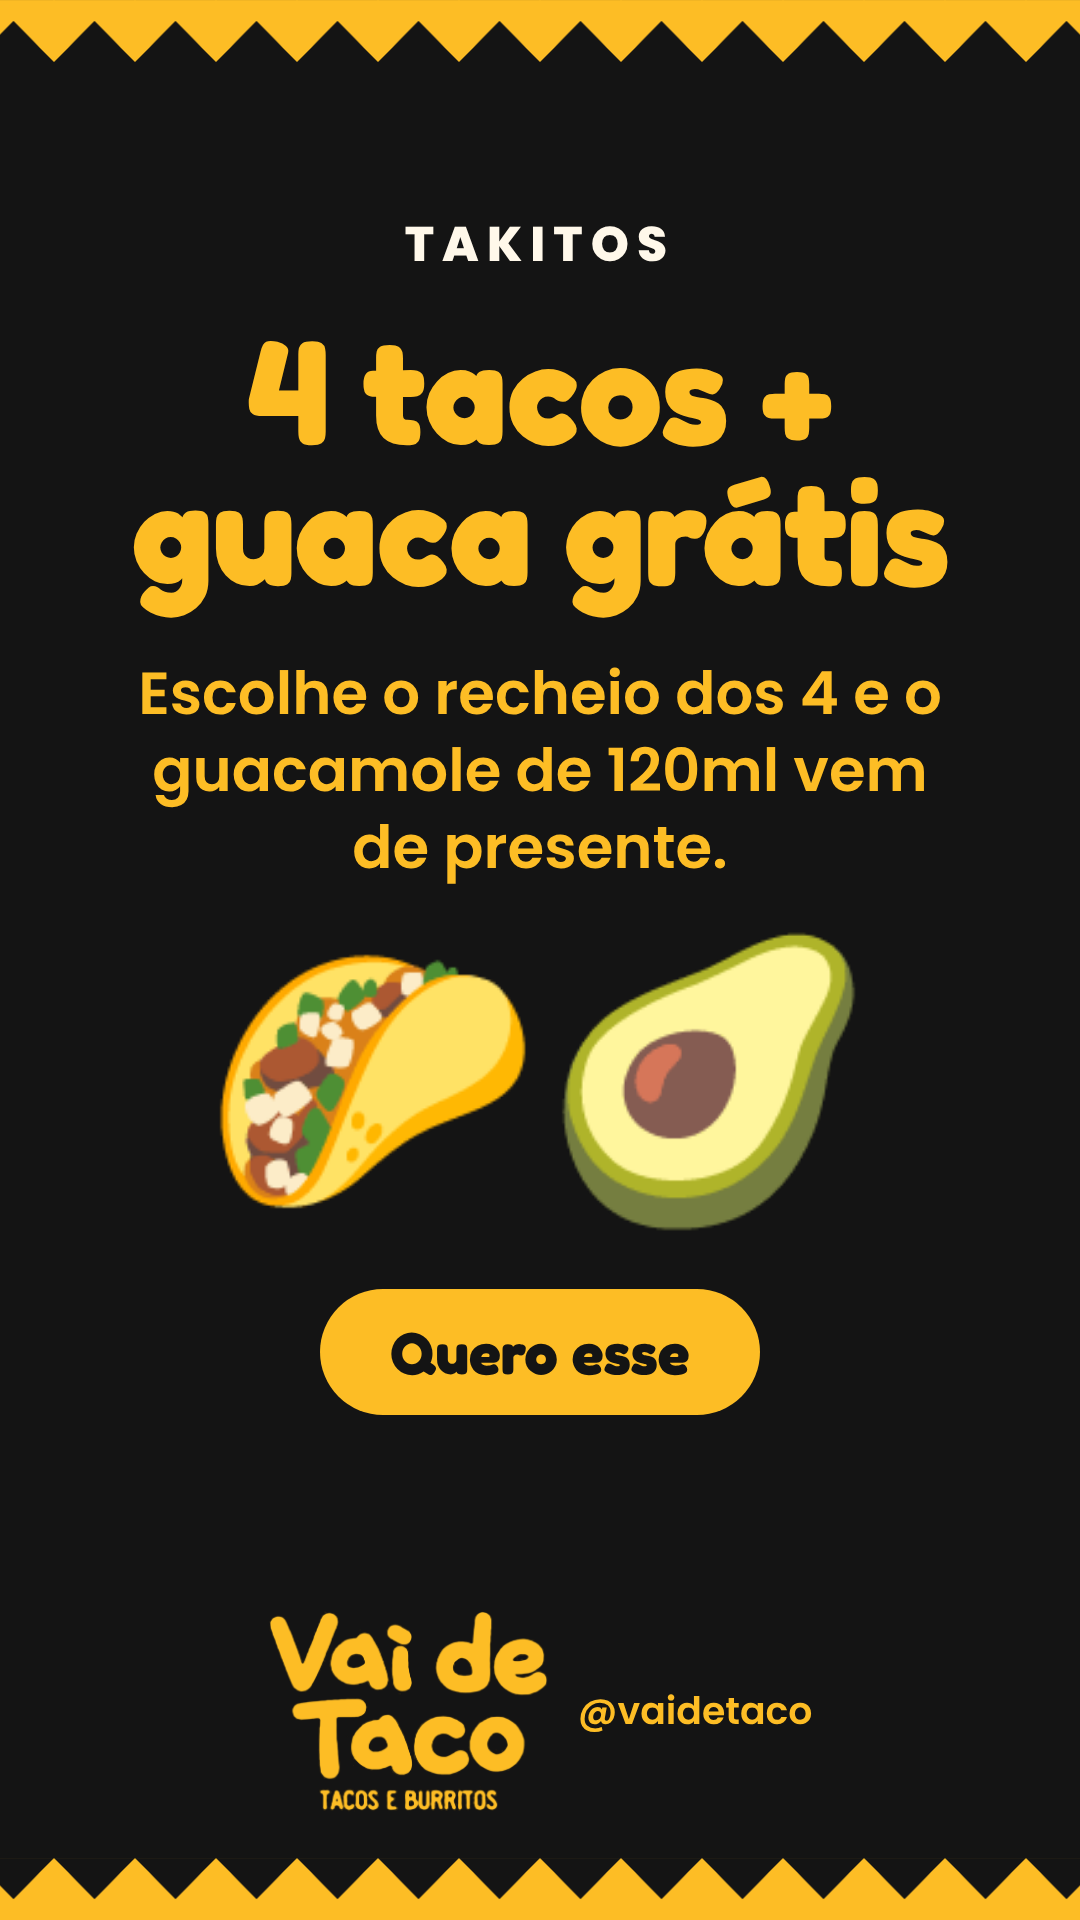 TAKITOS
4 tacos +
guaca grátis
Escolhe o recheio dos 4 e o
guacamole de 120ml vem
de presente.
Quero esse
Vai de
Taco
TACOS E BURRITOS
@vaidetaco